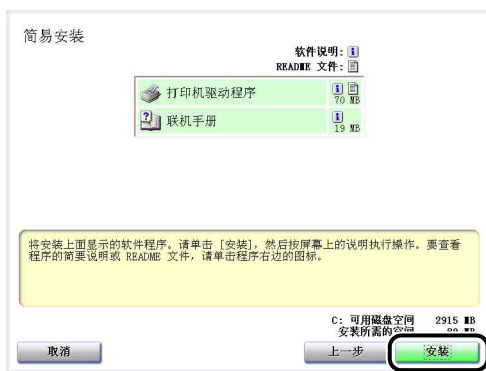 简易安装
软件说明:
README 文件:
打印机驱动程序
70 MB
联机手册
19 MB
将安装上面显示的软件程序。请单击 [安装]，然后按屏幕上的说明执行操作。要查看
程序的简要说明或 README 文件，请单击程序右边的图标。
C: 可用磁盘空间 2915 MB
安装所需的空间
取消
上一步
安装